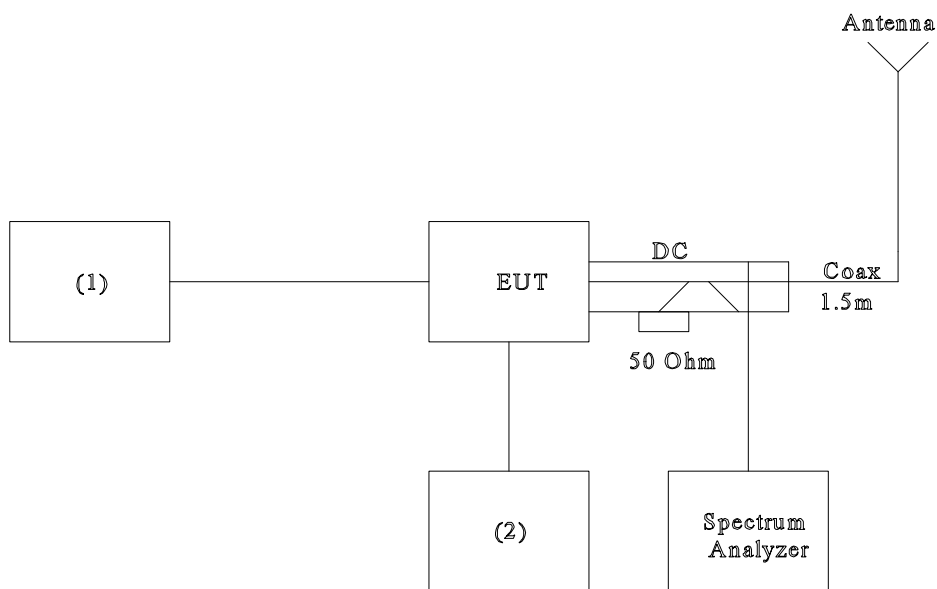 Antenna
DC
(1)
EUT
Coax
1.5m
50 Ohm
(2)
Spectrum
Analyzer